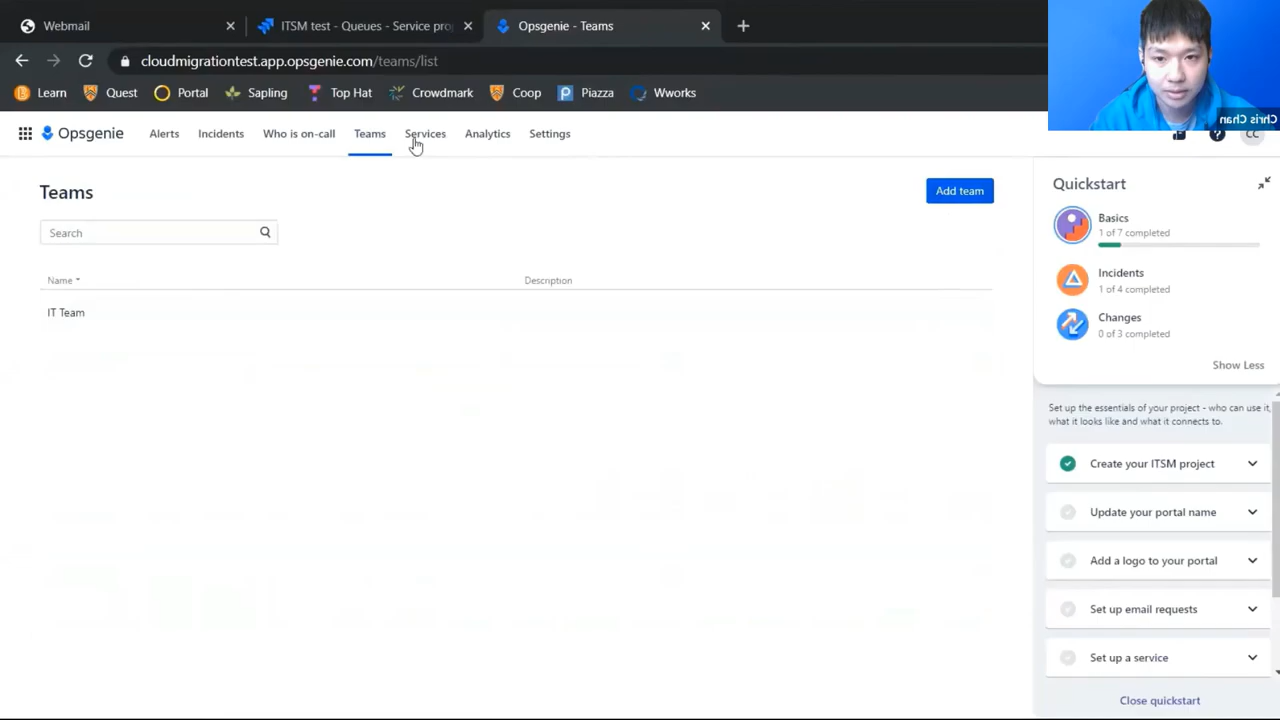 Webmail
ITSM test - Queues - Service pro
Opsgenie - Teams
cloudmigrationtest.app.opsgenie.com/teams/list
Learn Quest Portal Sapling Top Hat Crowdmark Coop Piazza Wworks
Chris Chan
Opsgenie Alerts Incidents Who is on-call Teams Services Analytics Settings
CC
Teams
Add team
Search
Name
Description
IT Team
Quickstart
Basics
1 of 7 completed
Incidents
1 of 4 completed
Changes
0 of 3 completed
Show Less
Set up the essentials of your project - who can use it,
what it looks like and what it connects to.
Create your ITSM project
Update your portal name
Add a logo to your portal
Set up email requests
Set up a service
Close quickstart